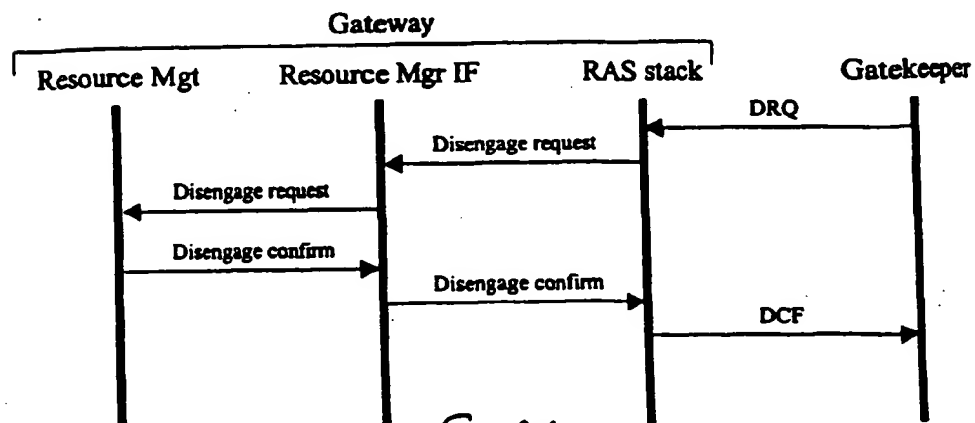 Gateway
Resource Mgt Resource Mgr IF RAS stack Gatekeeper
DRQ
Disengage request
Disengage request
Disengage confirm
Disengage confirm
DCF